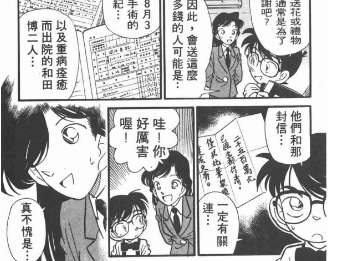 送花或禮物
通常是為了
謝吧？
因此，會送這麼
多錢的人可能是…
8月3
手術的
紀…
以及重病痊癒
而出院的和田
博二人…
他們和那
封信…
一定有關
連…
哇！你
好厲害
喔！
真不愧是…